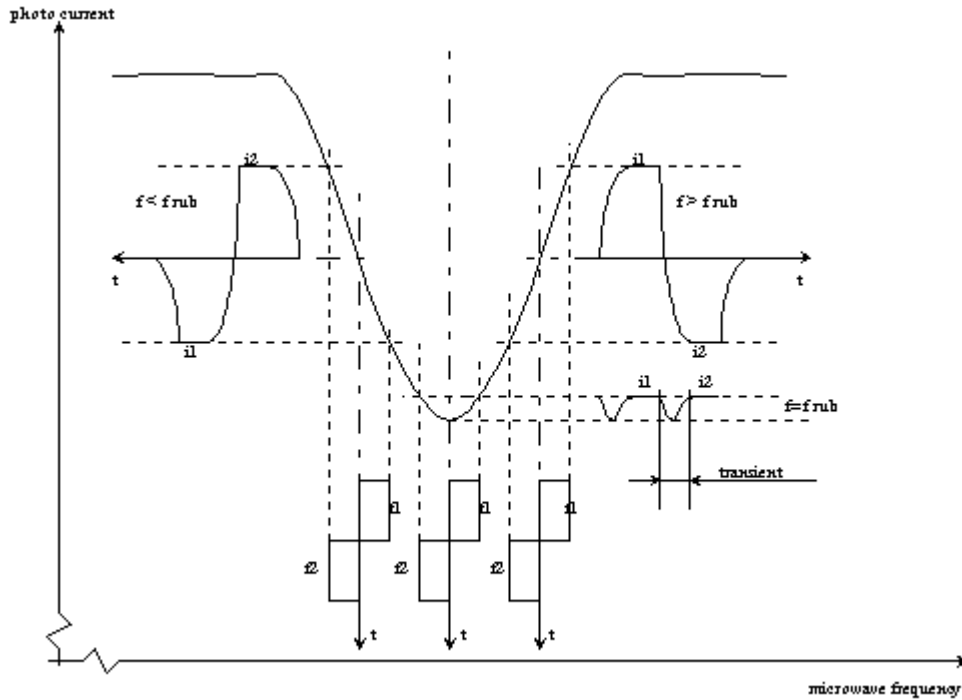 photo current
i2
i1
f < frub
f > frub
t
t
i1
i2
i1
i2
f=frub
transient
f1
f1
f1
f2
f2
f2
t
t
t
microwave frequency